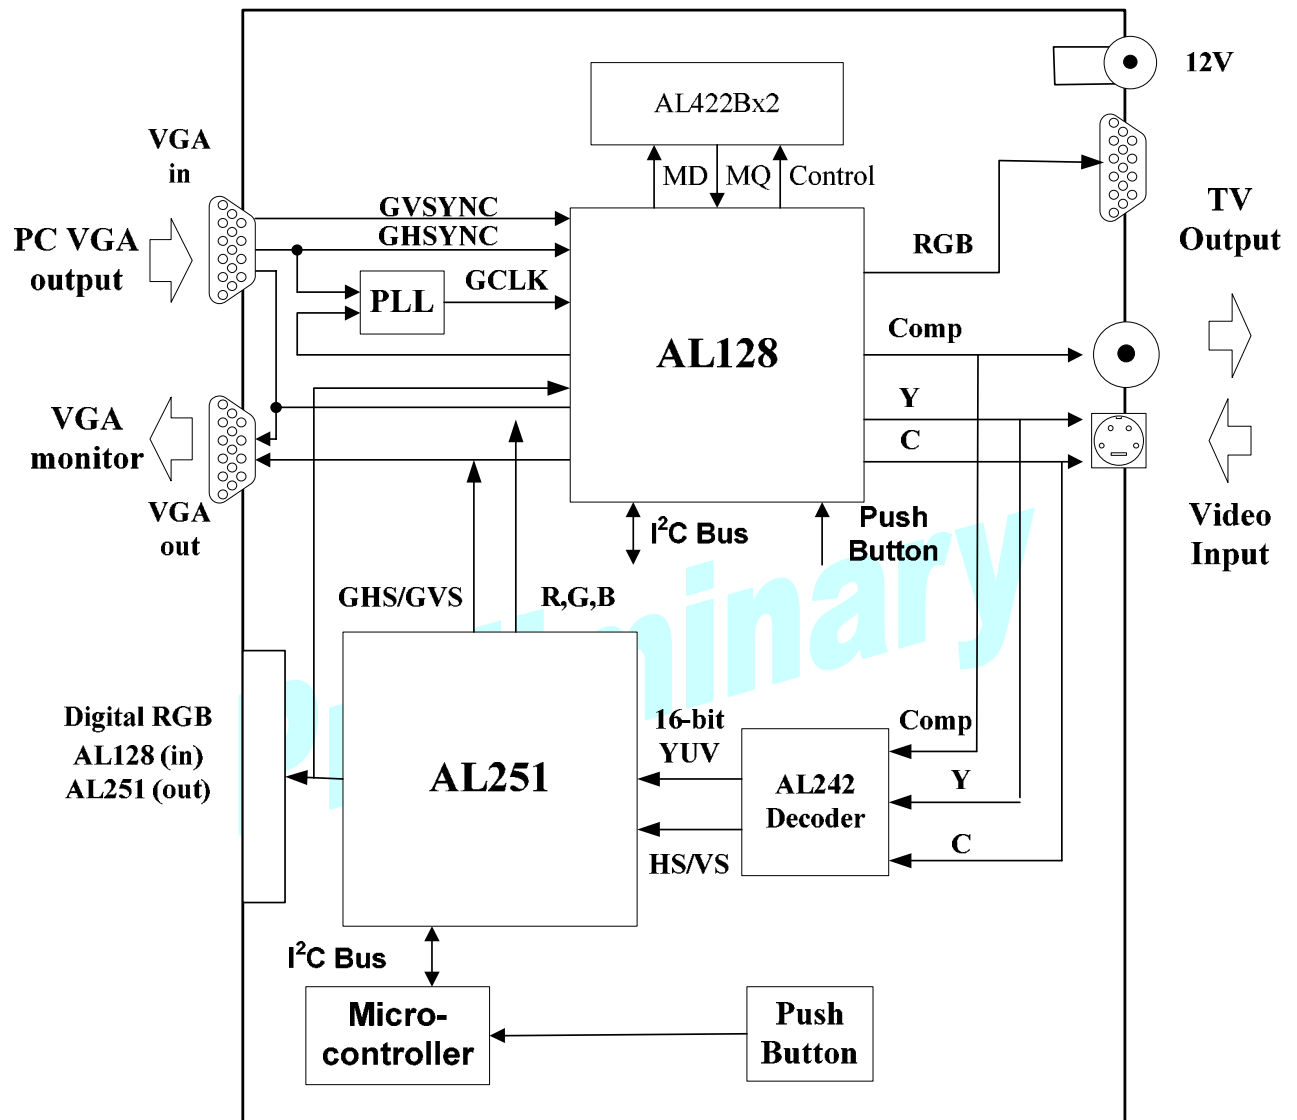 12V
AL422Bx2
VGA
in
MD
MQ
Control
GVSYNC
GHSYNC
TV
Output
PC VGA
output
RGB
PLL
GCLK
Comp
AL128
Y
C
VGA
monitor
VGA
out
I²C Bus
Push
Button
Video
Input
GHS/GVS
R,G,B
Digital RGB
AL128 (in)
AL251 (out)
16-bit
YUV
Comp
AL251
AL242
Decoder
Y
C
HS/VS
I²C Bus
Micro-
controller
Push
Button